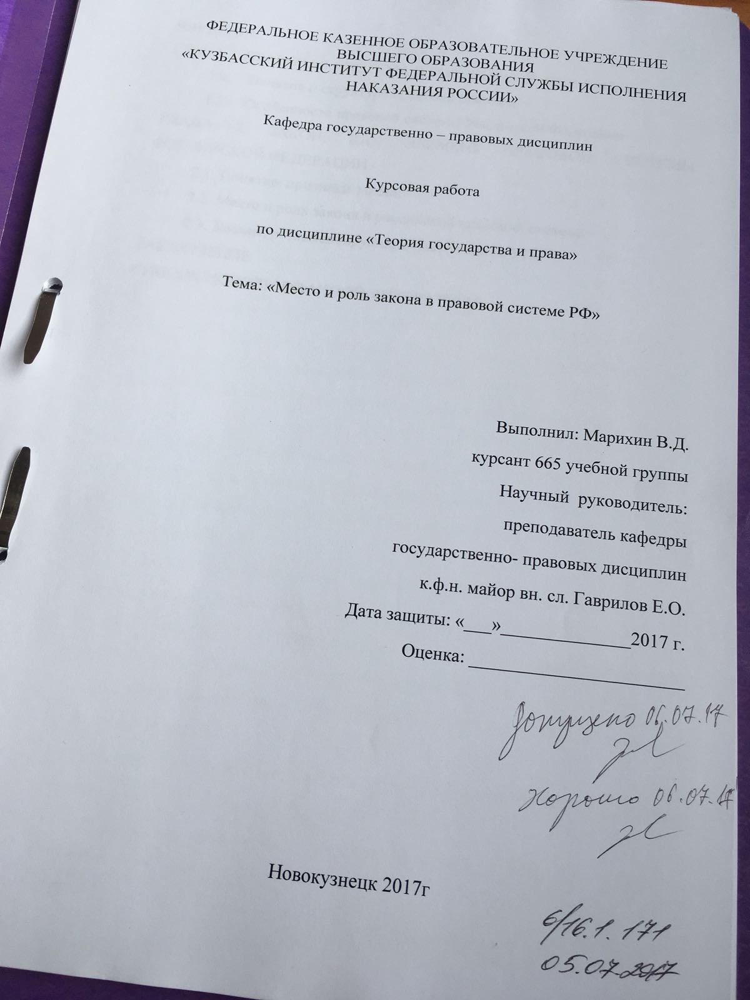 ФЕДЕРАЛЬНОЕ КАЗЕННОЕ ОБРАЗОВАТЕЛЬНОЕ УЧРЕЖДЕНИЕ
ВЫСШЕГО ОБРАЗОВАНИЯ
«КУЗБАССКИЙ ИНСТИТУТ ФЕДЕРАЛЬНОЙ СЛУЖБЫ ИСПОЛНЕНИЯ
НАКАЗАНИЯ РОССИИ»
Кафедра государственно – правовых дисциплин
Курсовая работа
по дисциплине «Теория государства и права»
Тема: «Место и роль закона в правовой системе РФ»
Выполнил: Марихин В.Д.
курсант 665 учебной группы
Научный руководитель:
преподаватель кафедры
государственно- правовых дисциплин
к.ф.н. майор вн. сл. Гаврилов Е.О.
Дата защиты: «___»______________2017 г.
Оценка: _______________________
Допущено 06.07.17
Хорошо 06.07.17
Новокузнецк 2017г
6/16.1.171
05.07.2017